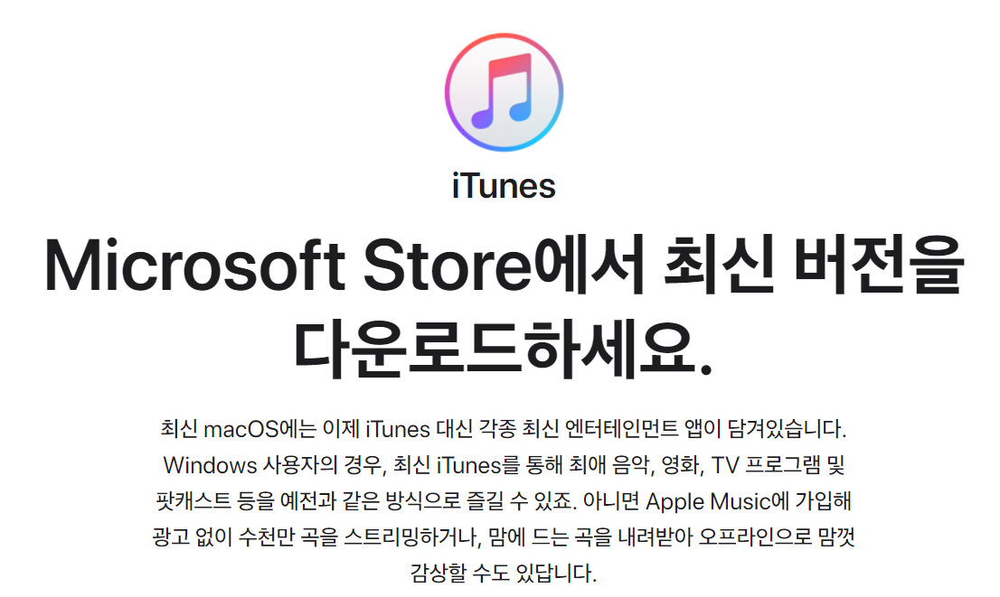 iTunes
Microsoft Store에서 최신 버전을
다운로드하세요.
최신 macOS에는 이제 iTunes 대신 각종 최신 엔터테인먼트 앱이 담겨있습니다.
Windows 사용자의 경우, 최신 iTunes를 통해 최애 음악, 영화, TV 프로그램 및
팟캐스트 등을 예전과 같은 방식으로 즐길 수 있죠. 아니면 Apple Music에 가입해
광고 없이 수천만 곡을 스트리밍하거나, 맘에 드는 곡을 내려받아 오프라인으로 맘껏
감상할 수도 있답니다.